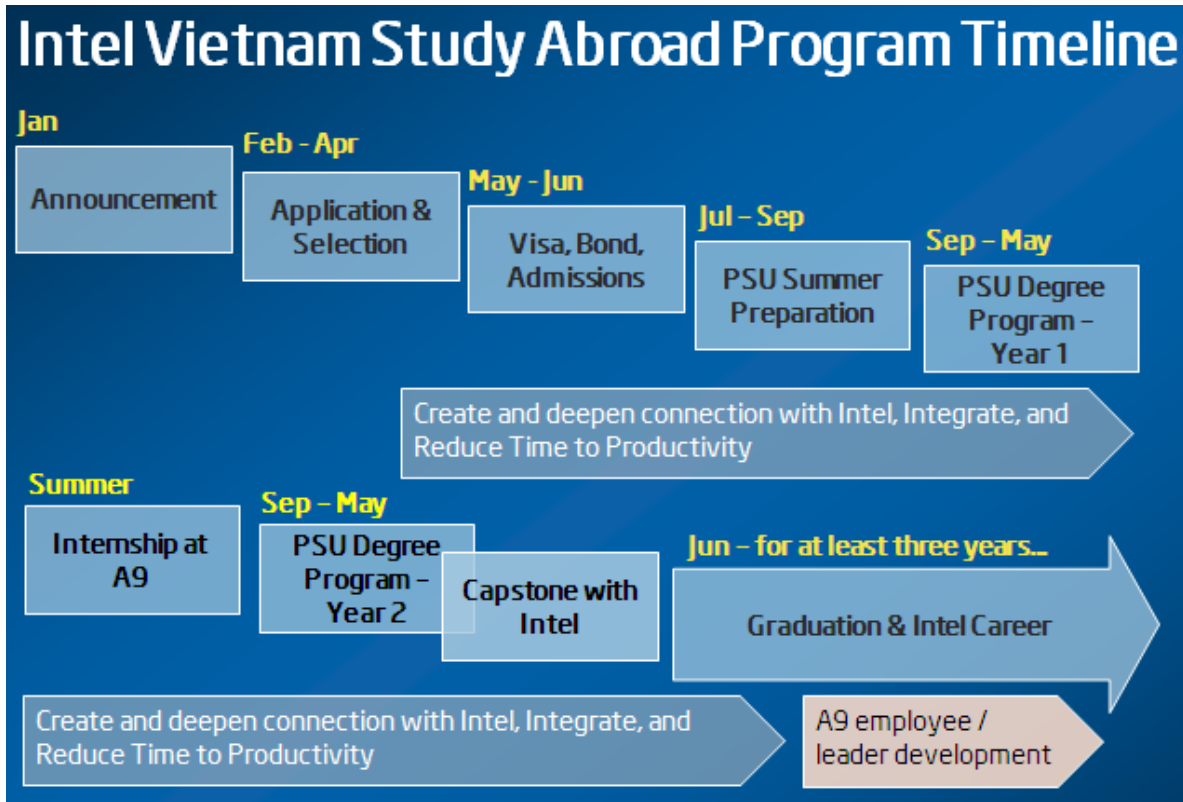 Intel Vietnam Study Abroad Program Timeline
Jan
Announcement
Feb - Apr
Application &
Selection
May - Jun
Visa, Bond,
Admissions
Jul – Sep
PSU Summer
Preparation
Sep – May
PSU Degree
Program –
Year 1
Create and deepen connection with Intel, Integrate, and
Reduce Time to Productivity
Summer
Internship at
A9
Sep – May
PSU Degree
Program –
Year 2
Capstone with
Intel
Jun – for at least three years...
Graduation & Intel Career
Create and deepen connection with Intel, Integrate, and
Reduce Time to Productivity
A9 employee /
leader development